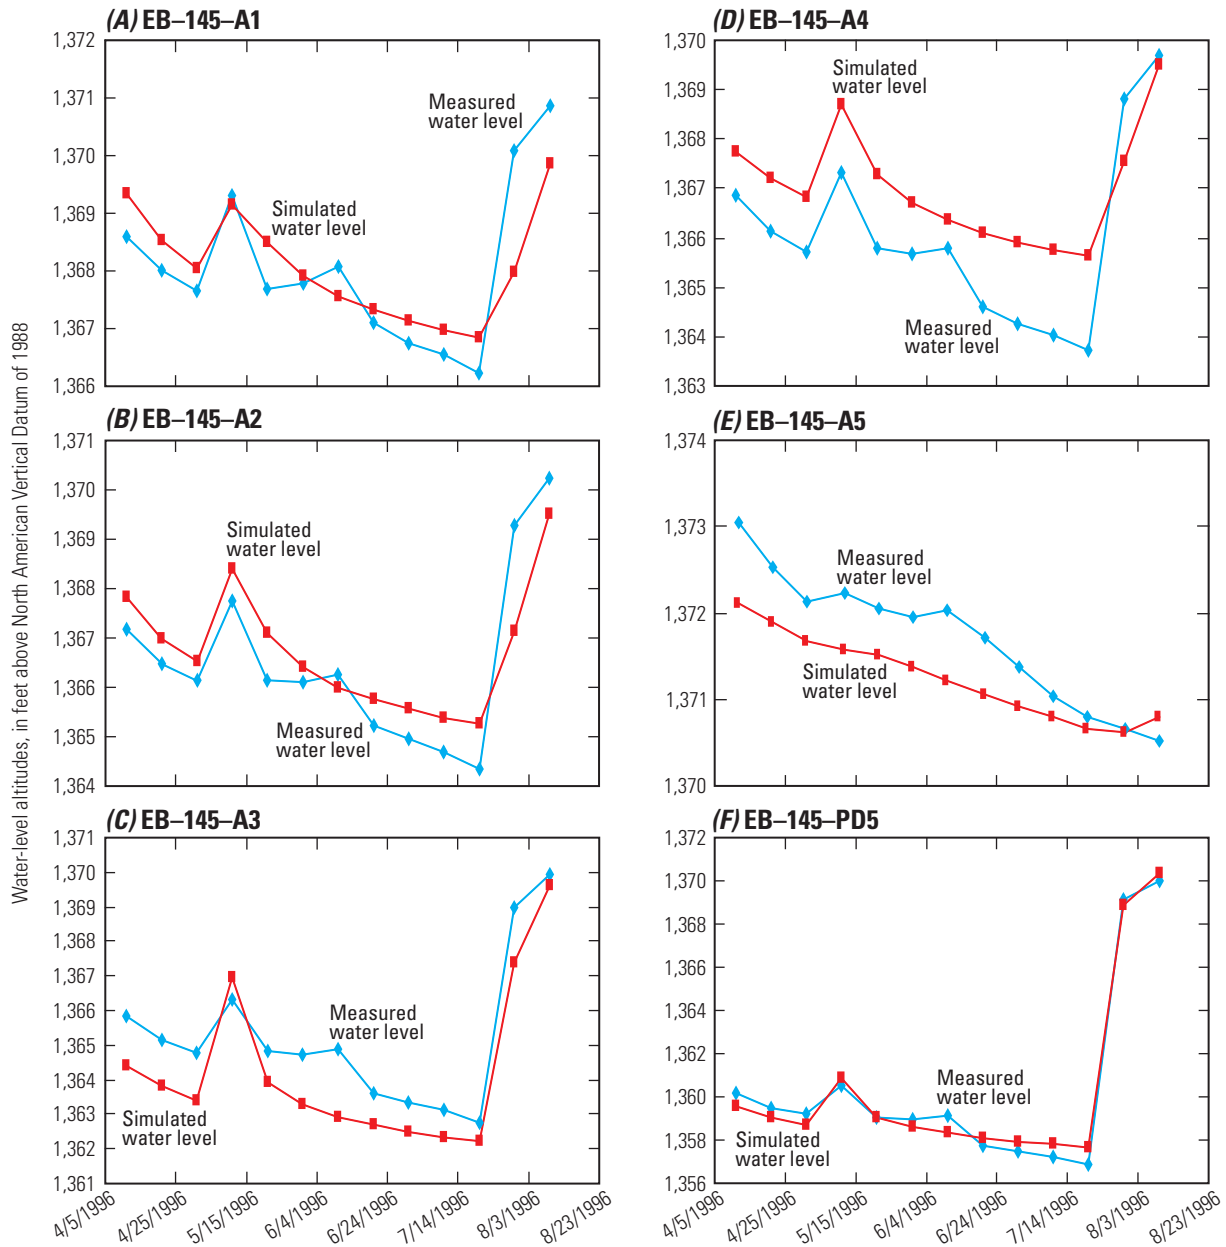 Water-level altitudes, in feet above North American Vertical Datum of 1988
(A) EB–145–A1
1,372
1,371
1,370
1,369
1,368
1,367
1,366
Measured
water level
Simulated
water level
(B) EB–145–A2
1,371
1,370
1,369
1,368
1,367
1,366
1,365
1,364
Simulated
water level
Measured
water level
(C) EB–145–A3
1,371
1,370
1,369
1,368
1,367
1,366
1,365
1,364
1,363
1,362
1,361
Measured
water level
Simulated
water level
4/5/1996
4/25/1996
5/15/1996
6/4/1996
6/24/1996
7/14/1996
8/3/1996
8/23/1996
(D) EB–145–A4
1,370
1,369
1,368
1,367
1,366
1,365
1,364
1,363
Simulated
water level
Measured
water level
(E) EB–145–A5
1,374
1,373
1,372
1,371
1,370
Measured
water level
Simulated
water level
(F) EB–145–PD5
1,372
1,370
1,368
1,366
1,364
1,362
1,360
1,358
1,356
Measured
water level
Simulated
water level
4/5/1996
4/25/1996
5/15/1996
6/4/1996
6/24/1996
7/14/1996
8/3/1996
8/23/1996